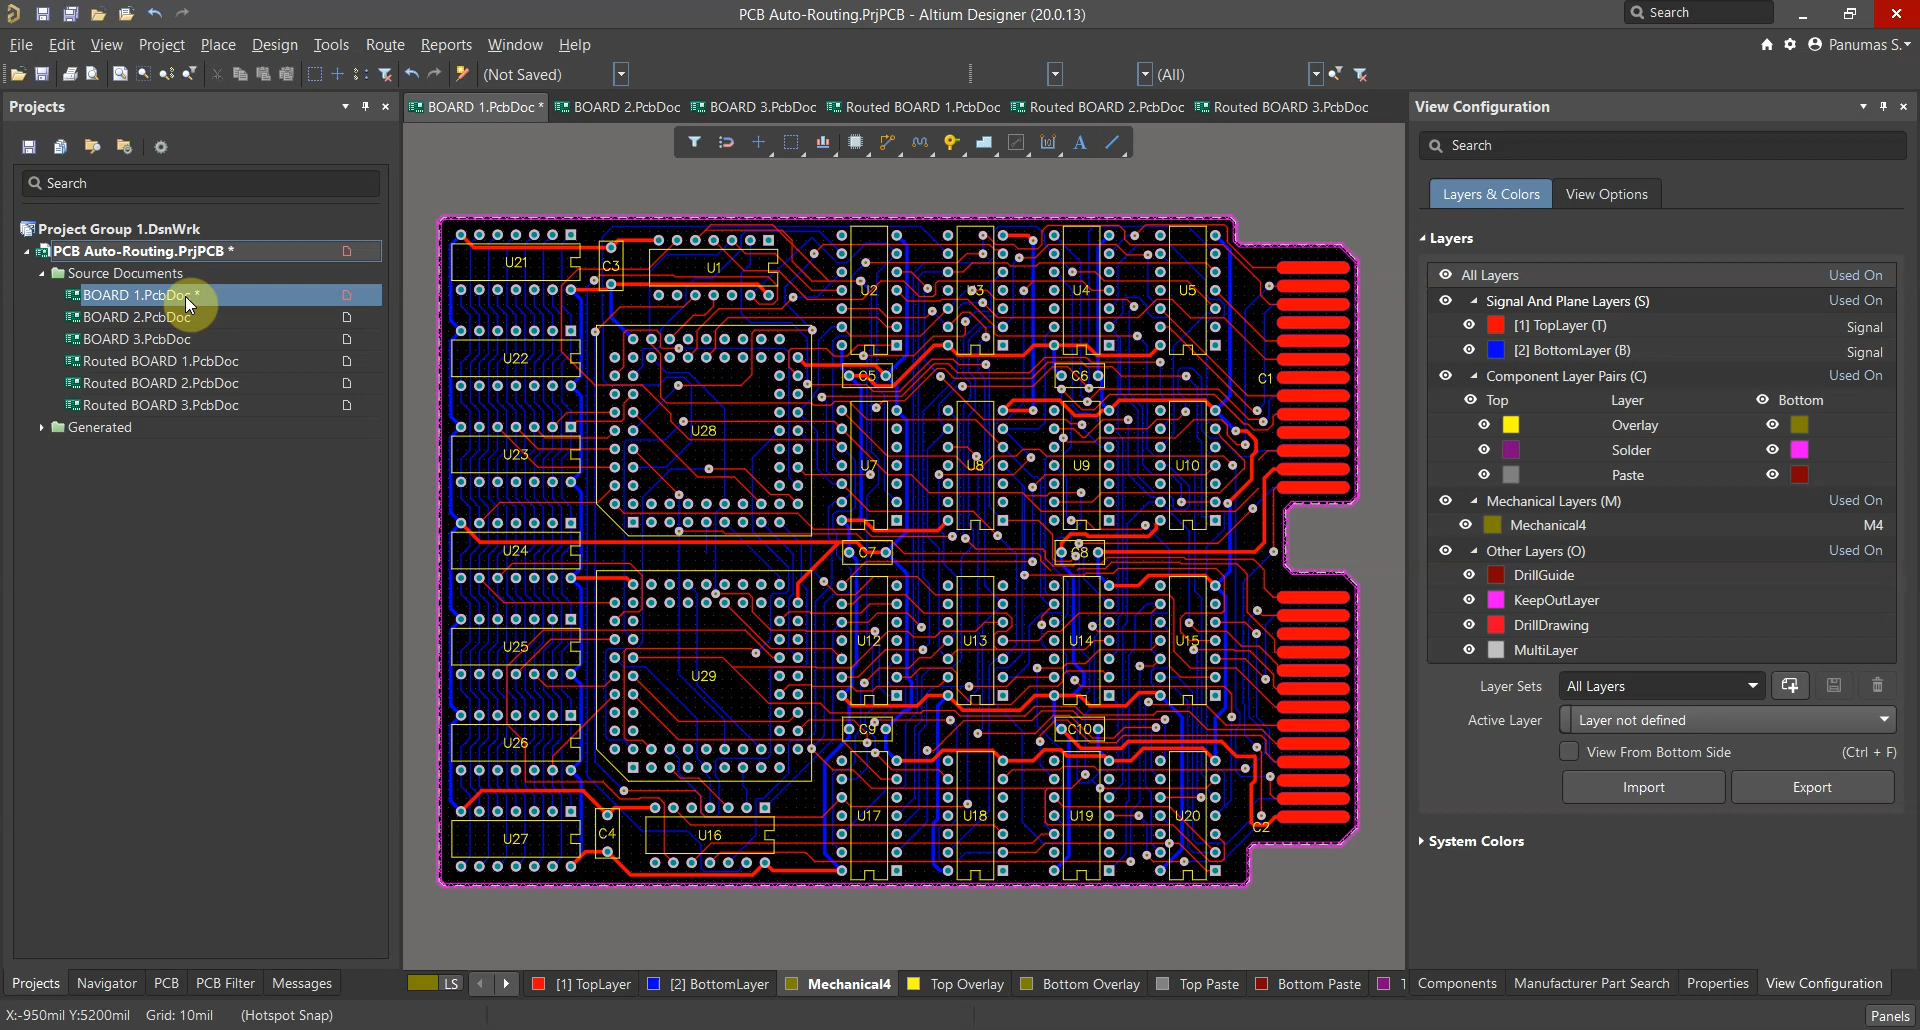 PCB Auto-Routing.PrjPCB - Altium Designer (20.0.13)
Search
File Edit View Project Place Design Tools Route Reports Window Help
Panumas S.
(Not Saved)
(All)
Projects
BOARD 1.PcbDoc * BOARD 2.PcbDoc BOARD 3.PcbDoc Routed BOARD 1.PcbDoc Routed BOARD 2.PcbDoc Routed BOARD 3.PcbDoc
View Configuration
Search
Search
Layers & Colors View Options
Project Group 1.DsnWrk
PCB Auto-Routing.PrjPCB *
Source Documents
BOARD 1.PcbDoc *
BOARD 2.PcbDoc
BOARD 3.PcbDoc
Routed BOARD 1.PcbDoc
Routed BOARD 2.PcbDoc
Routed BOARD 3.PcbDoc
Generated
U21 C3 U1 U2 U3 U4 U5
U22 C5 C6 C1
U28
U23 U7 U8 U9 U10
U24 C7 C8
U25 U12 U13 U14 U15
U29
U26 C9 C10
U27 C4 U16 U17 U18 U19 U20 C2
Layers
All Layers Used On
Signal And Plane Layers (S) Used On
[1] TopLayer (T) Signal
[2] BottomLayer (B) Signal
Component Layer Pairs (C) Used On
Top Layer Bottom
Overlay
Solder
Paste
Mechanical Layers (M) Used On
Mechanical4 M4
Other Layers (O) Used On
DrillGuide
KeepOutLayer
DrillDrawing
MultiLayer
Layer Sets All Layers
Active Layer Layer not defined
View From Bottom Side (Ctrl + F)
Import Export
System Colors
Projects Navigator PCB PCB Filter Messages
LS [1] TopLayer [2] BottomLayer Mechanical4 Top Overlay Bottom Overlay Top Paste Bottom Paste
Components Manufacturer Part Search Properties View Configuration
X:-950mil Y:5200mil Grid: 10mil (Hotspot Snap)
Panels